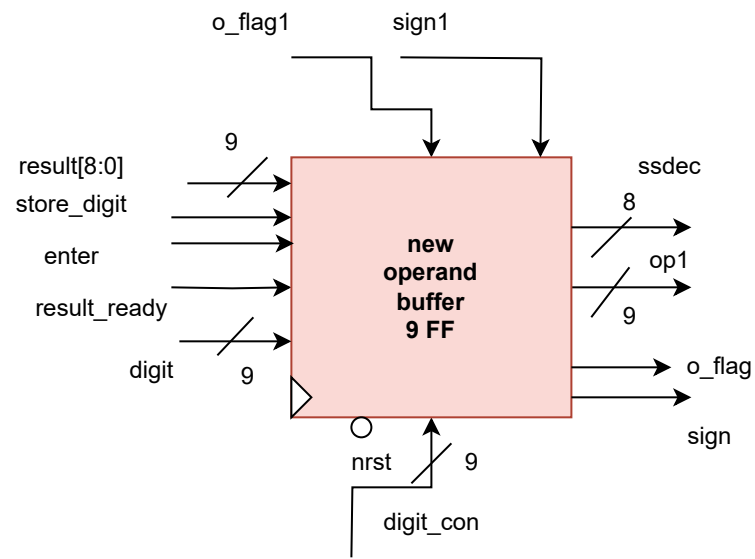 o_flag1
sign1
9
result[8:0]
store_digit
enter
result_ready
digit
9
new
operand
buffer
9 FF
ssdec
8
op1
9
o_flag
sign
nrst
9
digit_con